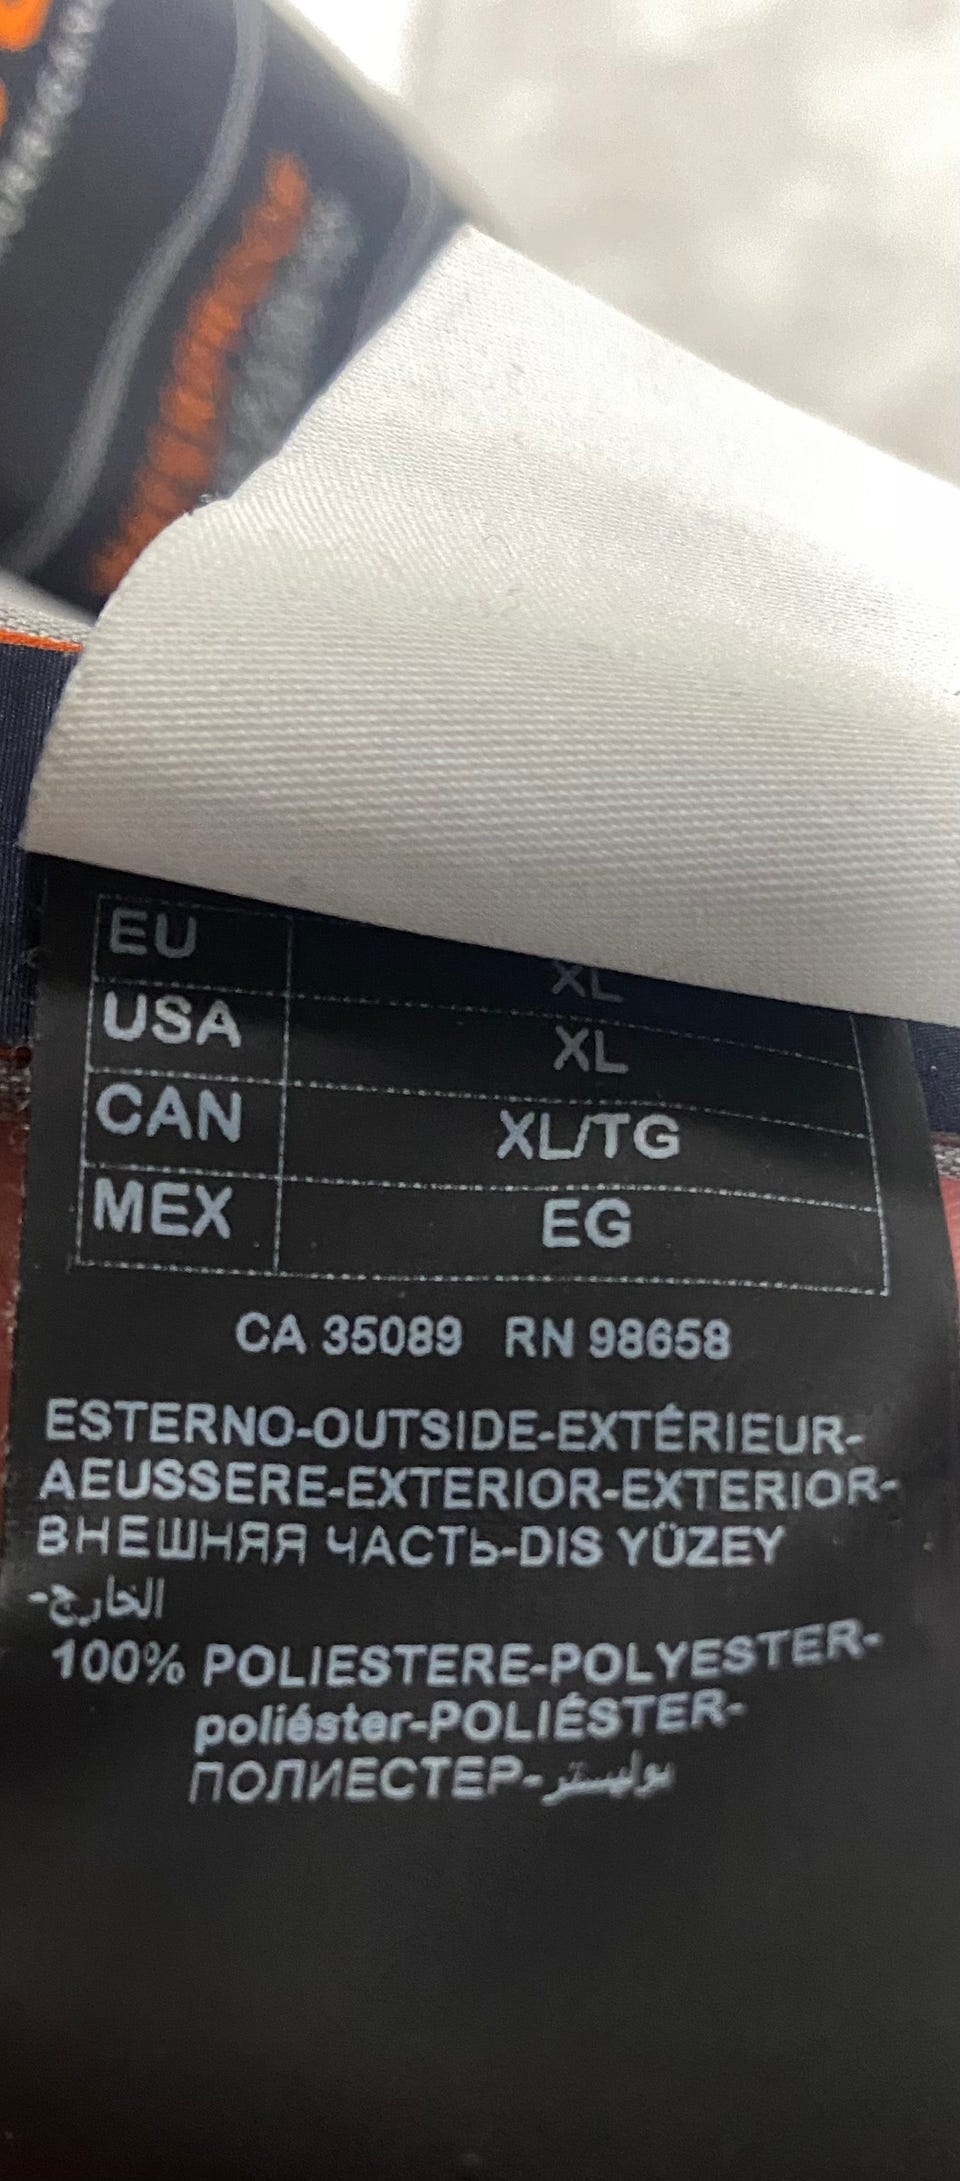 EU XL
USA XL
CAN XL/TG
MEX EG
CA 35089 RN 98658
ESTERNO-OUTSIDE-EXTÉRIEUR-
AEUSSERE-EXTERIOR-EXTERIOR-
ВНЕШНЯЯ ЧАСТЬ-DIS YÜZEY
الخارج-
100% POLIESTERE-POLYESTER-
poliéster-POLIÉSTER-
ПОЛИЕСТЕР-بوليستر